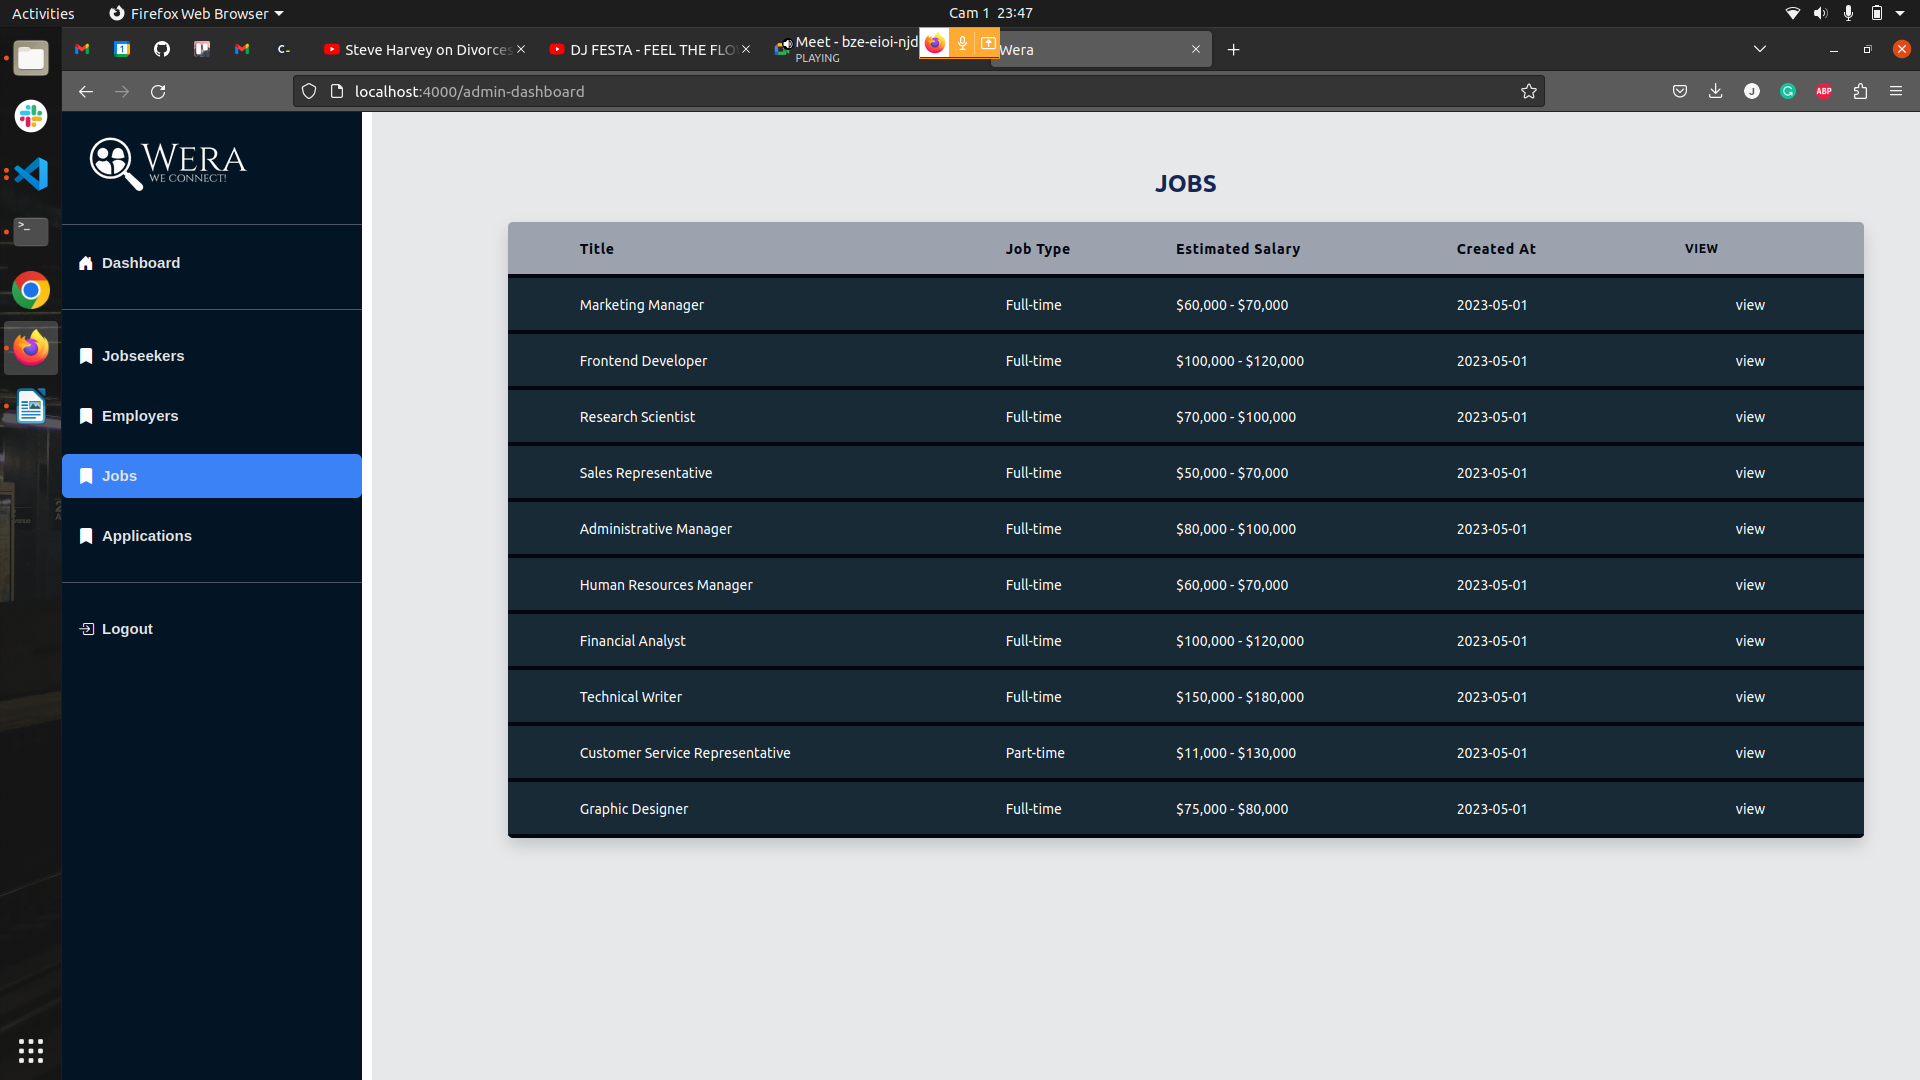 Activities
Firefox Web Browser
Cam 1 23:47
Steve Harvey on Divorces
DJ FESTA - FEEL THE FLO
Meet - bze-eioi-njd
PLAYING
Wera
localhost:4000/admin-dashboard
J
ABP
WERA
WE CONNECT!
Dashboard
Jobseekers
Employers
Jobs
Applications
Logout
JOBS
Title Job Type Estimated Salary Created At VIEW
Marketing Manager Full-time $60,000 - $70,000 2023-05-01 view
Frontend Developer Full-time $100,000 - $120,000 2023-05-01 view
Research Scientist Full-time $70,000 - $100,000 2023-05-01 view
Sales Representative Full-time $50,000 - $70,000 2023-05-01 view
Administrative Manager Full-time $80,000 - $100,000 2023-05-01 view
Human Resources Manager Full-time $60,000 - $70,000 2023-05-01 view
Financial Analyst Full-time $100,000 - $120,000 2023-05-01 view
Technical Writer Full-time $150,000 - $180,000 2023-05-01 view
Customer Service Representative Part-time $11,000 - $130,000 2023-05-01 view
Graphic Designer Full-time $75,000 - $80,000 2023-05-01 view